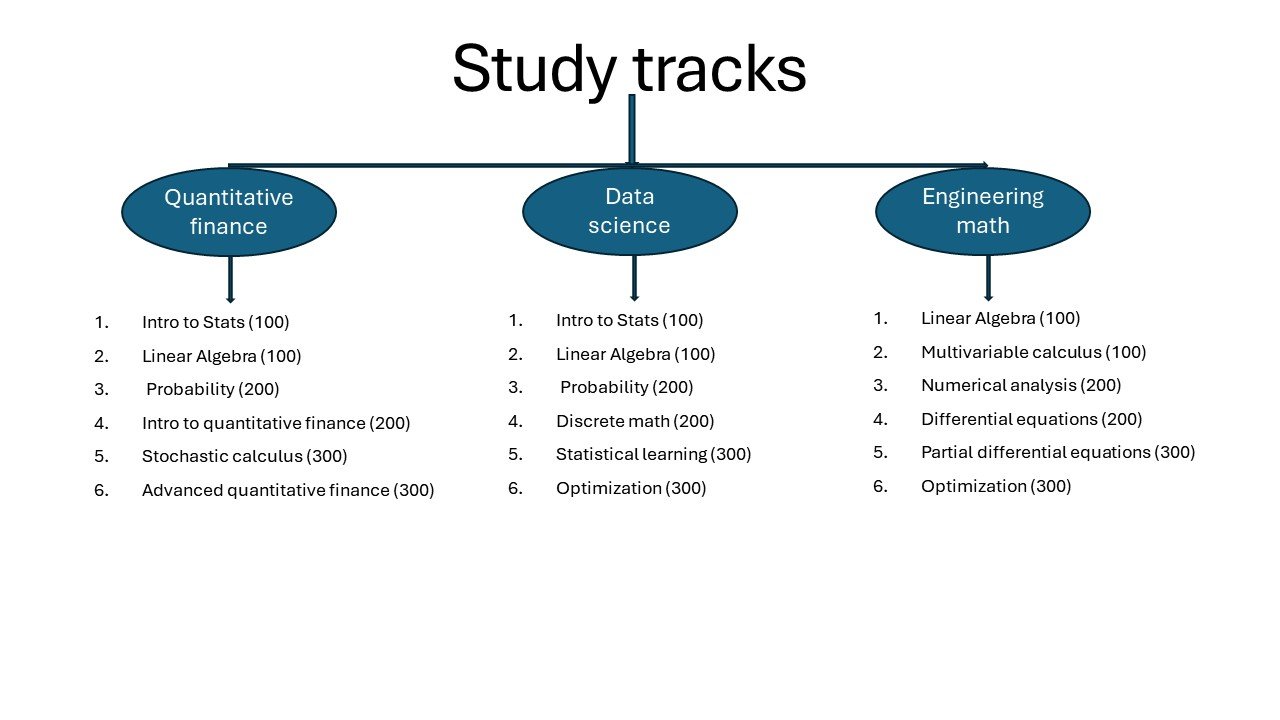 Study tracks
Quantitative
finance
1. Intro to Stats (100)
2. Linear Algebra (100)
3. Probability (200)
4. Intro to quantitative finance (200)
5. Stochastic calculus (300)
6. Advanced quantitative finance (300)
Data
science
1. Intro to Stats (100)
2. Linear Algebra (100)
3. Probability (200)
4. Discrete math (200)
5. Statistical learning (300)
6. Optimization (300)
Engineering
math
1. Linear Algebra (100)
2. Multivariable calculus (100)
3. Numerical analysis (200)
4. Differential equations (200)
5. Partial differential equations (300)
6. Optimization (300)